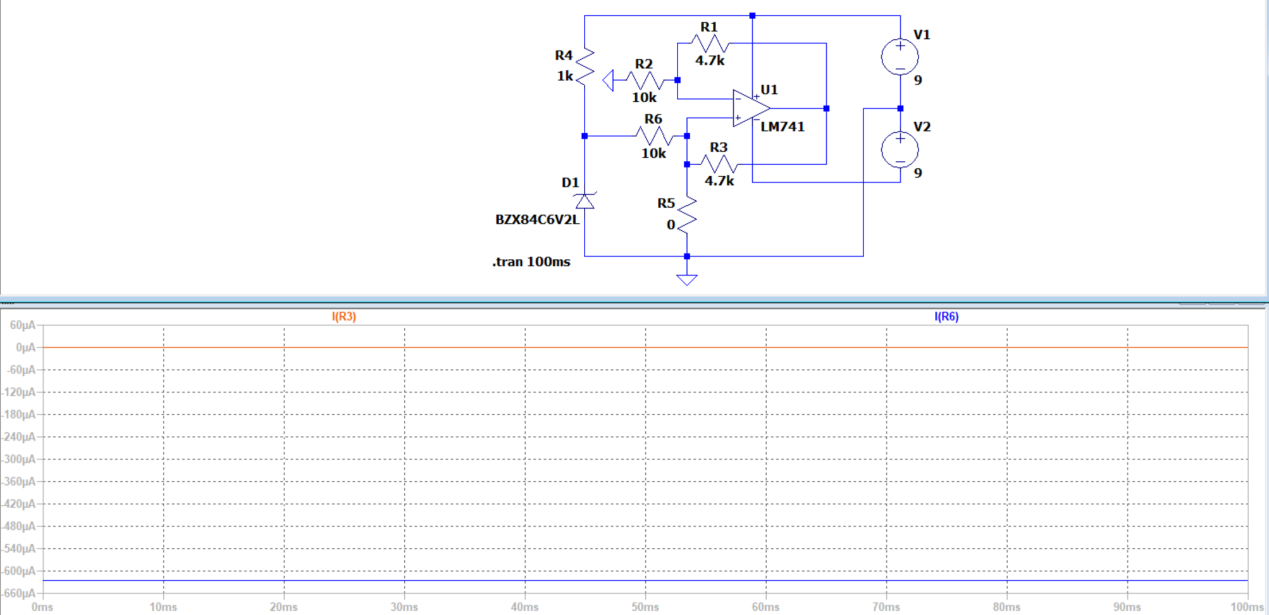 R1
4.7k
V1
9
R4
1k
R2
10k
U1
LM741
R6
10k
V2
9
R3
4.7k
D1
BZX84C6V2L
R5
0
.tran 100ms
I(R3)
I(R6)
60µA
0µA
-60µA
-120µA
-180µA
-240µA
-300µA
-360µA
-420µA
-480µA
-540µA
-600µA
-660µA
0ms
10ms
20ms
30ms
40ms
50ms
60ms
70ms
80ms
90ms
100ms